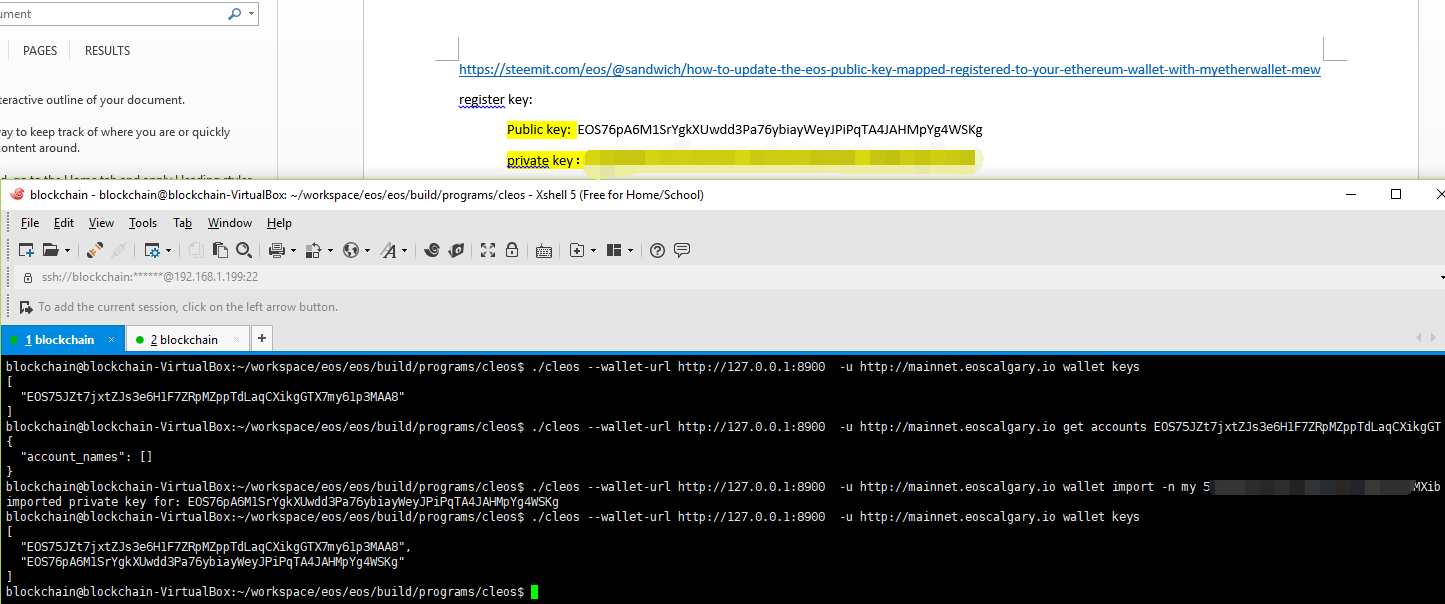 ument
PAGES RESULTS
teractive outline of your document.
way to keep track of where you are or quickly
ontent around.
https://steemit.com/eos/@sandwich/how-to-update-the-eos-public-key-mapped-registered-to-your-ethereum-wallet-with-myetherwallet-mew
register key:
Public key: EOS76pA6M1SrYgkXUwdd3Pa76ybiayWeyJPiPqTA4JAHMpYg4WSKg
private key :
blockchain - blockchain@blockchain-VirtualBox: ~/workspace/eos/eos/build/programs/cleos - Xshell 5 (Free for Home/School)
File Edit View Tools Tab Window Help
ssh://blockchain:******@192.168.1.199:22
To add the current session, click on the left arrow button.
1 blockchain × 2 blockchain × +
blockchain@blockchain-VirtualBox:~/workspace/eos/eos/build/programs/cleos$ ./cleos --wallet-url http://127.0.0.1:8900 -u http://mainnet.eoscalgary.io wallet keys
[
"EOS75JZt7jxtZJs3e6H1F7ZRpMZppTdLaqCXikgGTX7my61p3MAA8"
]
blockchain@blockchain-VirtualBox:~/workspace/eos/eos/build/programs/cleos$ ./cleos --wallet-url http://127.0.0.1:8900 -u http://mainnet.eoscalgary.io get accounts EOS75JZt7jxtZJs3e6H1F7ZRpMZppTdLaqCXikgGT
{
"account_names": []
}
blockchain@blockchain-VirtualBox:~/workspace/eos/eos/build/programs/cleos$ ./cleos --wallet-url http://127.0.0.1:8900 -u http://mainnet.eoscalgary.io wallet import -n my 5 MXib
imported private key for: EOS76pA6M1SrYgkXUwdd3Pa76ybiayWeyJPiPqTA4JAHMpYg4WSKg
blockchain@blockchain-VirtualBox:~/workspace/eos/eos/build/programs/cleos$ ./cleos --wallet-url http://127.0.0.1:8900 -u http://mainnet.eoscalgary.io wallet keys
[
"EOS75JZt7jxtZJs3e6H1F7ZRpMZppTdLaqCXikgGTX7my61p3MAA8",
"EOS76pA6M1SrYgkXUwdd3Pa76ybiayWeyJPiPqTA4JAHMpYg4WSKg"
]
blockchain@blockchain-VirtualBox:~/workspace/eos/eos/build/programs/cleos$